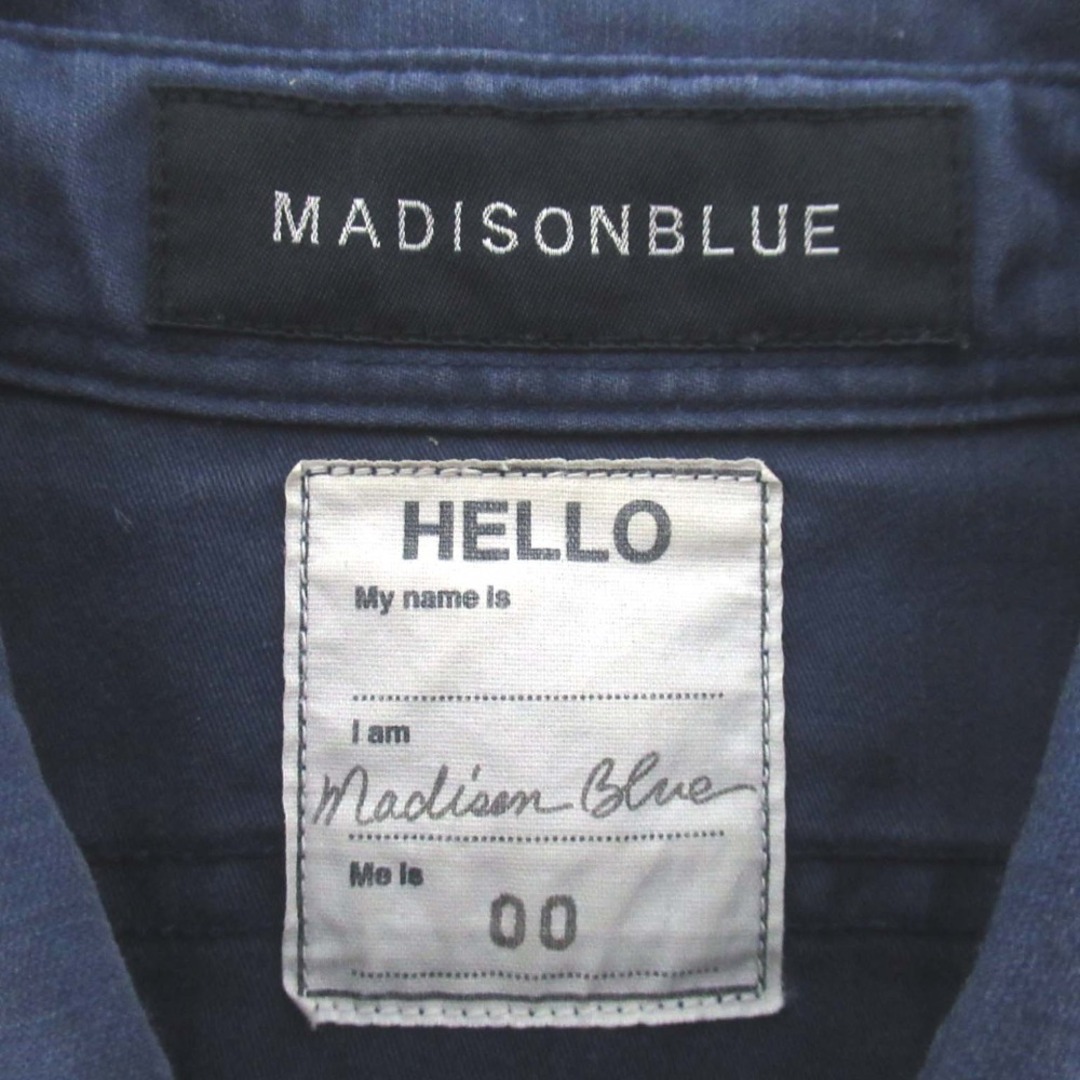 MADISONBLUE
HELLO
My name is
I am
Madison Blue
Me is
00